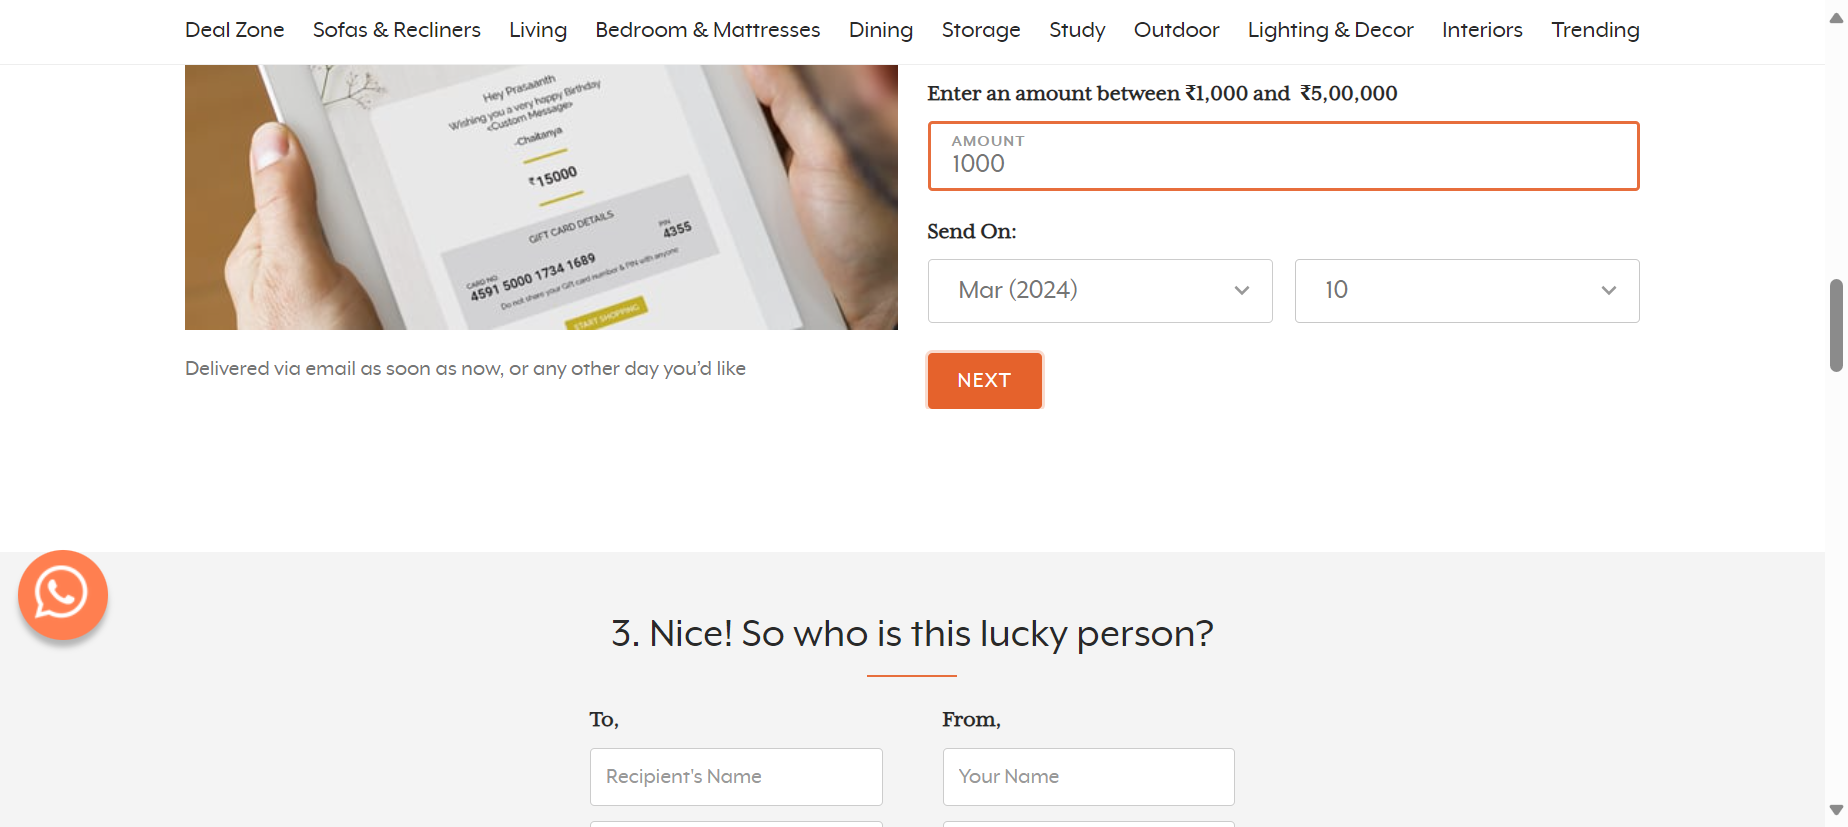 Deal Zone Sofas & Recliners Living Bedroom & Mattresses Dining Storage Study Outdoor Lighting & Decor Interiors Trending
Hey Prasaanth
Wishing you a very happy Birthday
<Custom Message>
-Chaitanya
₹15000
GIFT CARD DETAILS
CARD NO.
4591 5000 1734 1689
PIN
4355
Do not share your Gift card number & PIN with anyone
START SHOPPING
Delivered via email as soon as now, or any other day you'd like
Enter an amount between ₹1,000 and ₹5,00,000
AMOUNT
1000
Send On:
Mar (2024) 10
NEXT
3. Nice! So who is this lucky person?
To, From,
Recipient's Name Your Name